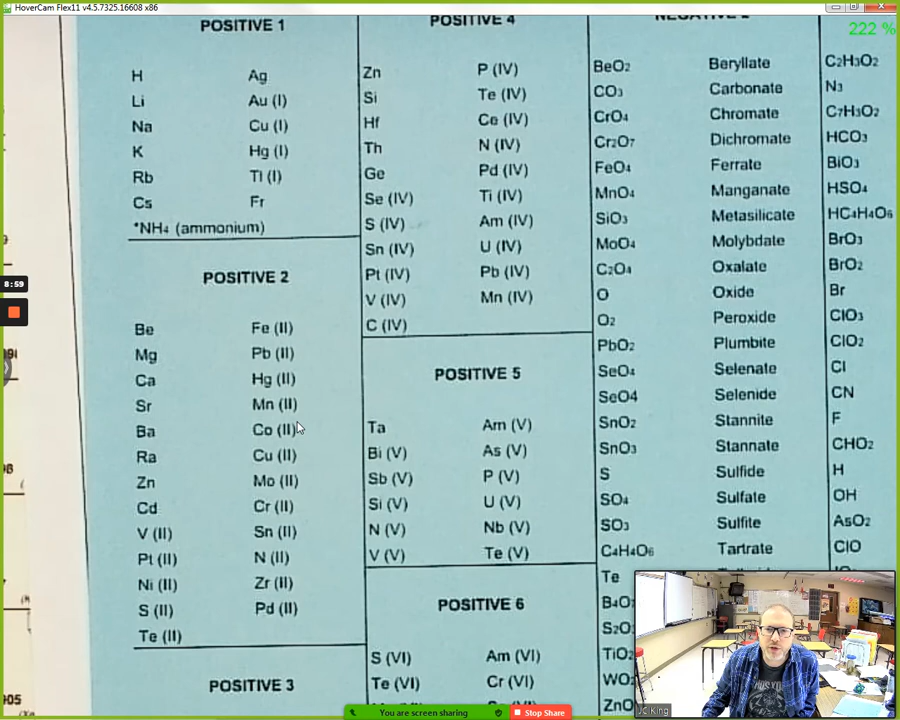 HoverCam Flex11 v4.5.7325.16608 x86
222 %
POSITIVE 1
H Ag
Li Au (I)
Na Cu (I)
K Hg (I)
Rb Tl (I)
Cs Fr
*NH4 (ammonium)
POSITIVE 2
Be Fe (II)
Mg Pb (II)
Ca Hg (II)
Sr Mn (II)
Ba Co (II)
Ra Cu (II)
Zn Mo (II)
Cd Cr (II)
V (II) Sn (II)
Pt (II) N (II)
Ni (II) Zr (II)
S (II) Pd (II)
Te (II)
POSITIVE 3
POSITIVE 4
Zn P (IV)
Si Te (IV)
Hf Ce (IV)
Th N (IV)
Ge Pd (IV)
Se (IV) Ti (IV)
S (IV) Am (IV)
Sn (IV) U (IV)
Pt (IV) Pb (IV)
V (IV) Mn (IV)
C (IV)
POSITIVE 5
Ta Am (V)
Bi (V) As (V)
Sb (V) P (V)
Si (V) U (V)
N (V) Nb (V)
V (V) Te (V)
POSITIVE 6
S (VI) Am (VI)
Te (VI) Cr (VI)
BeO2 Beryllate
CO3 Carbonate
CrO4 Chromate
Cr2O7 Dichromate
FeO4 Ferrate
MnO4 Manganate
SiO3 Metasilicate
MoO4 Molybdate
C2O4 Oxalate
O Oxide
O2 Peroxide
PbO2 Plumbite
SeO4 Selenate
SeO4 Selenide
SnO2 Stannite
SnO3 Stannate
S Sulfide
SO4 Sulfate
SO3 Sulfite
C4H4O6 Tartrate
Te
C2H3O2
N3
C7H3O2
HCO3
BiO3
HSO4
HC4H4O6
BrO3
BrO2
Br
ClO3
ClO2
Cl
CN
F
CHO2
H
OH
AsO2
ClO
8:59
JC King
You are screen sharing
Stop Share